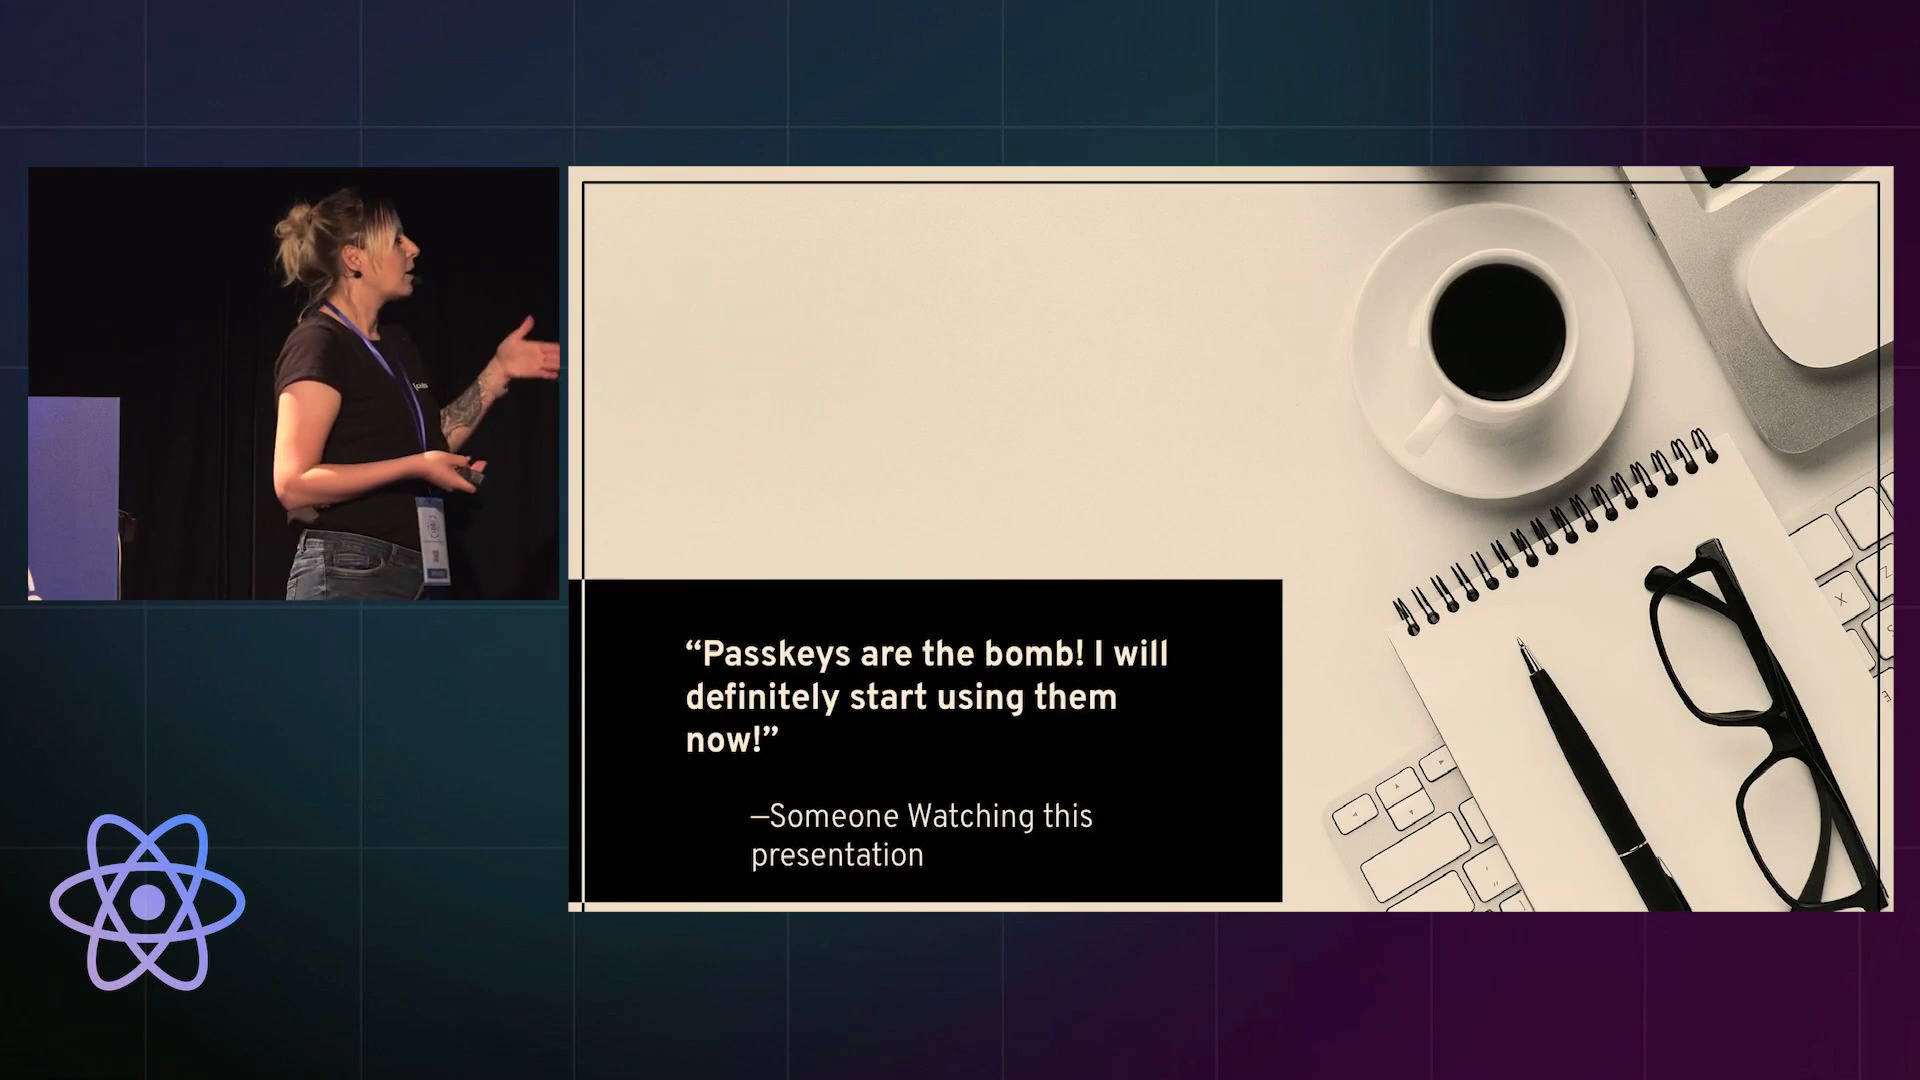 “Passkeys are the bomb! I will
definitely start using them
now!”
—Someone Watching this
presentation